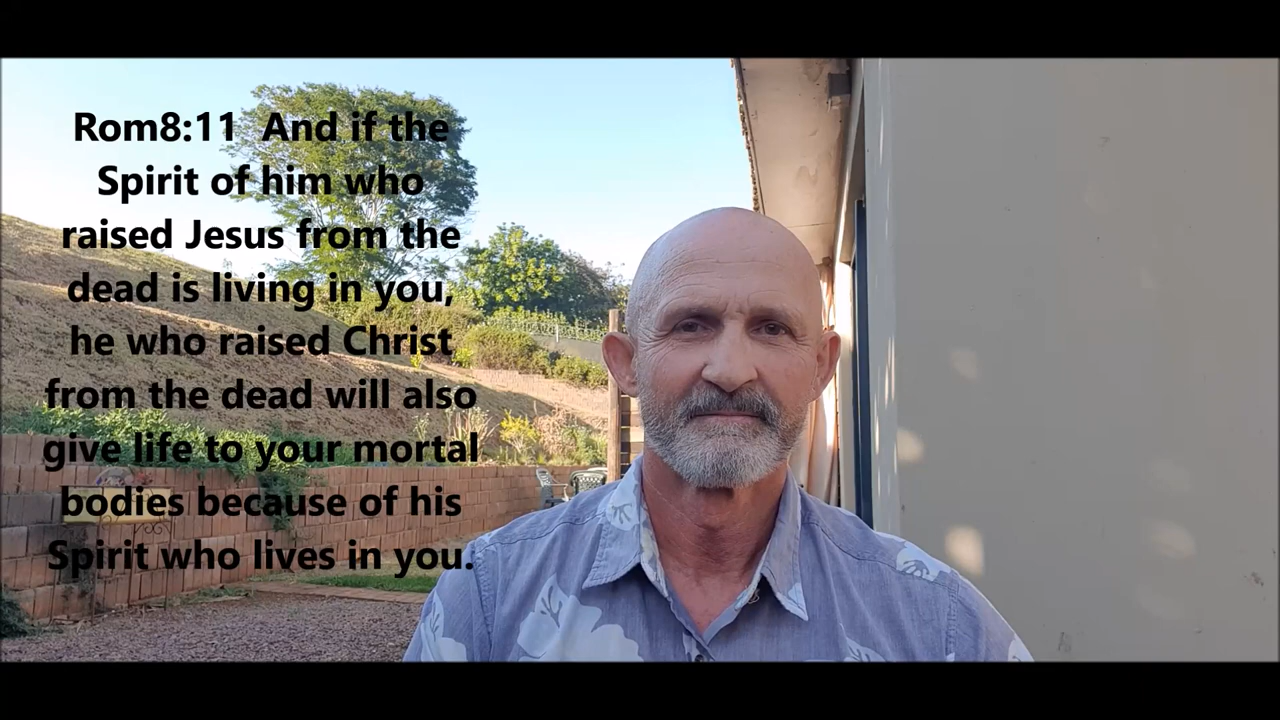 Rom8:11  And if the
Spirit of him who
raised Jesus from the
dead is living in you,
he who raised Christ
from the dead will also
give life to your mortal
bodies because of his
Spirit who lives in you.